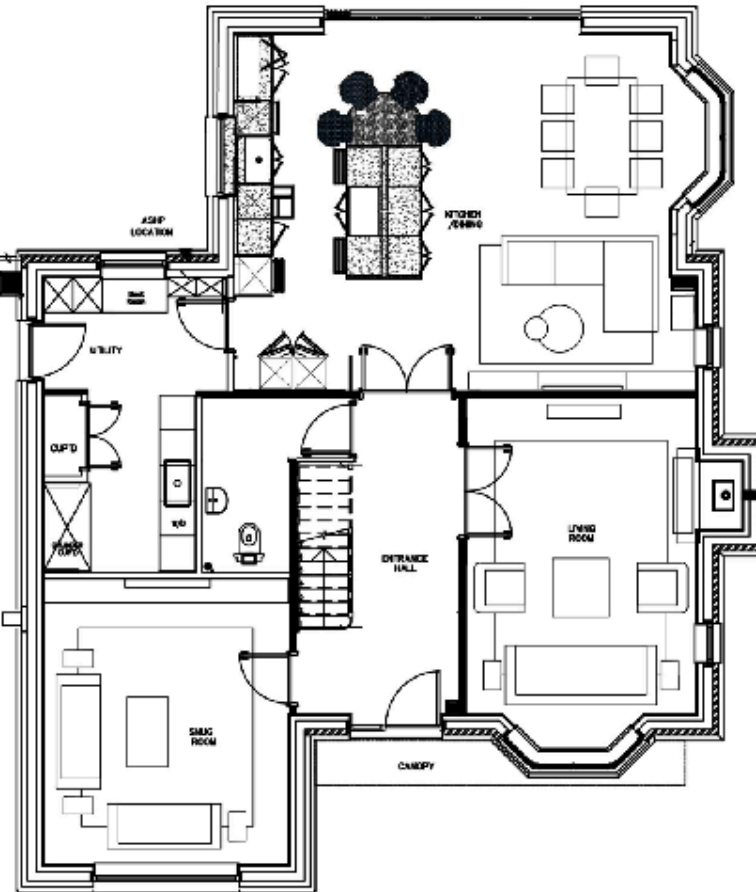 ASHP
LOCATION
KITCHEN
/DINING
UTILITY
CUP'D
LIVING
ROOM
ENTRANCE
HALL
SNUG
ROOM
CANOPY